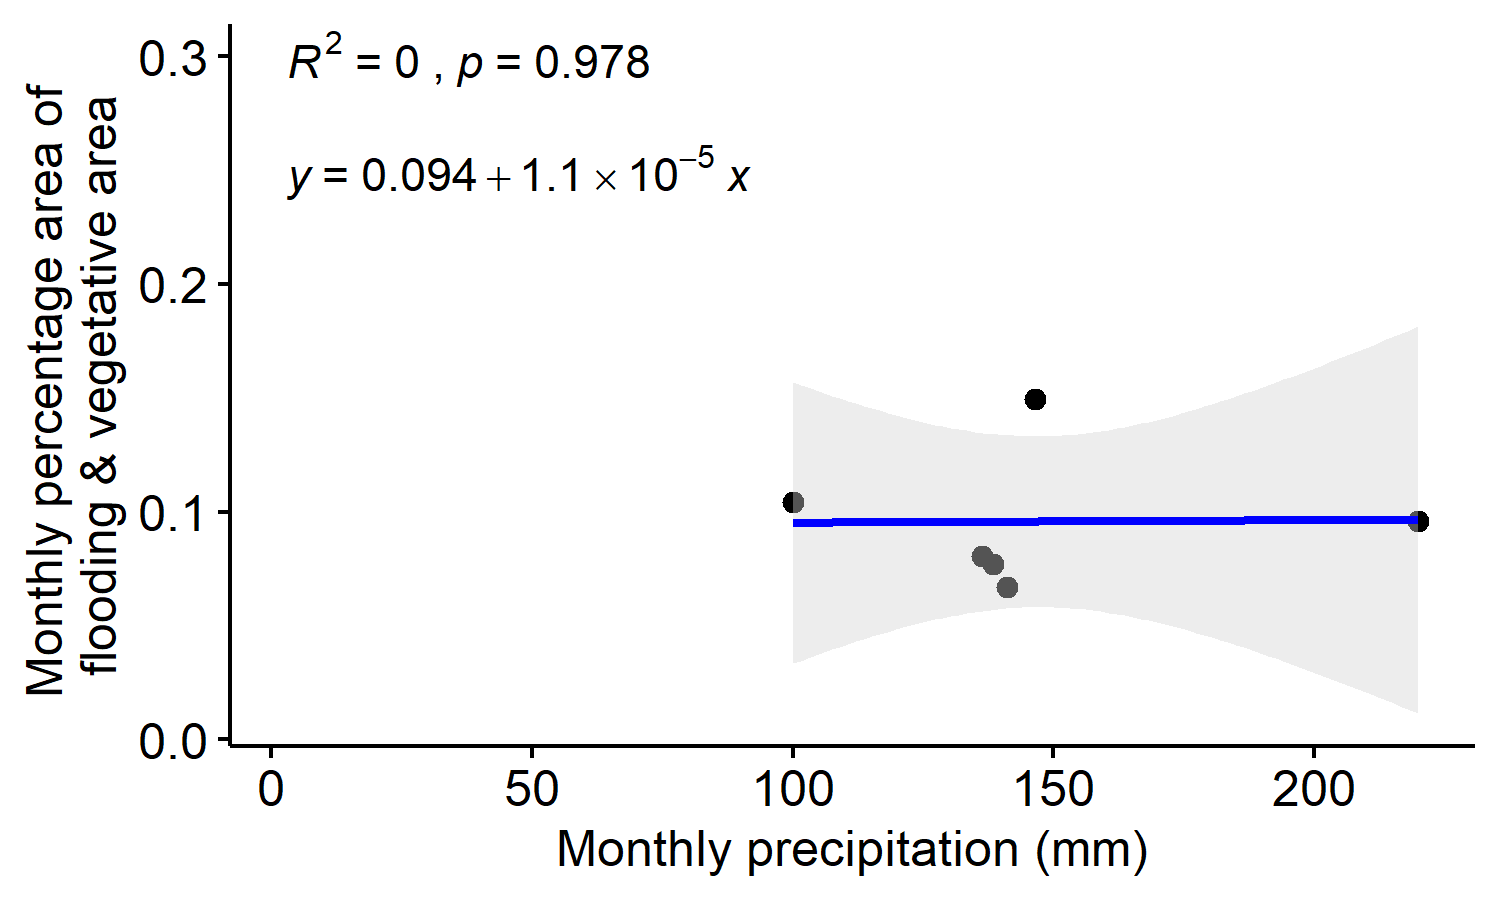 R² = 0 , p = 0.978
y = 0.094 + 1.1 × 10⁻⁵ x
Monthly percentage area of
flooding & vegetative area
0.3
0.2
0.1
0.0
0 50 100 150 200
Monthly precipitation (mm)